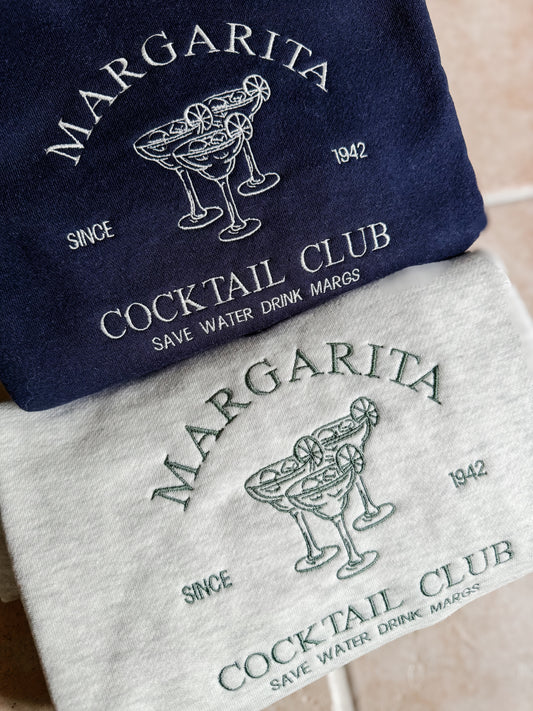 MARGARITA
SINCE 1942
COCKTAIL CLUB
SAVE WATER DRINK MARGS
MARGARITA
SINCE 1942
COCKTAIL CLUB
SAVE WATER DRINK MARGS